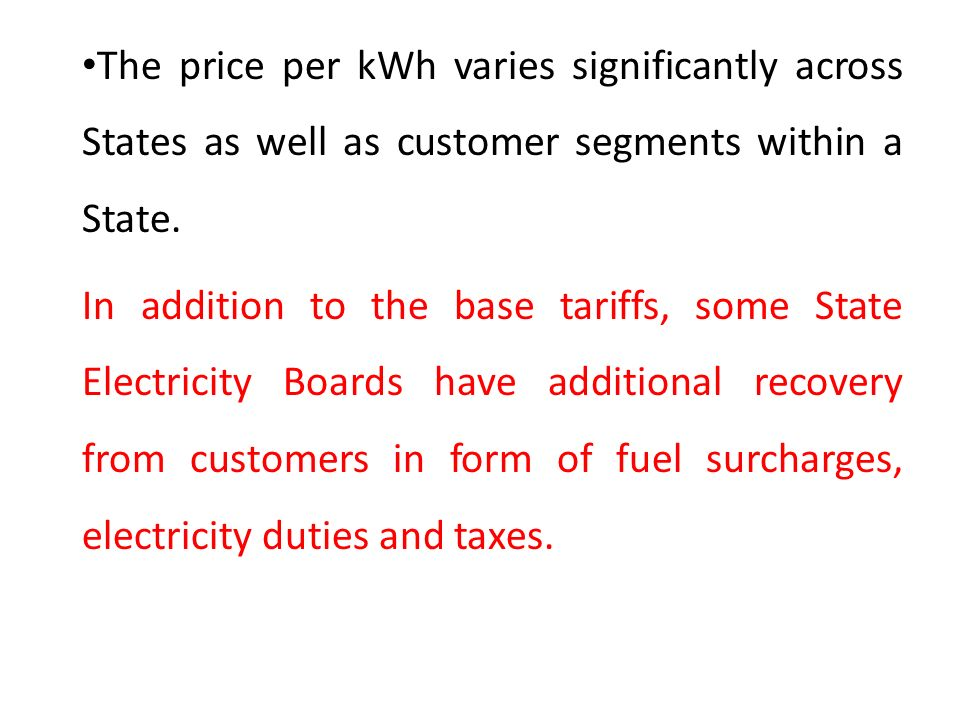 •The price per kWh varies significantly across
States as well as customer segments within a
State.
In addition to the base tariffs, some State
Electricity Boards have additional recovery
from customers in form of fuel surcharges,
electricity duties and taxes.